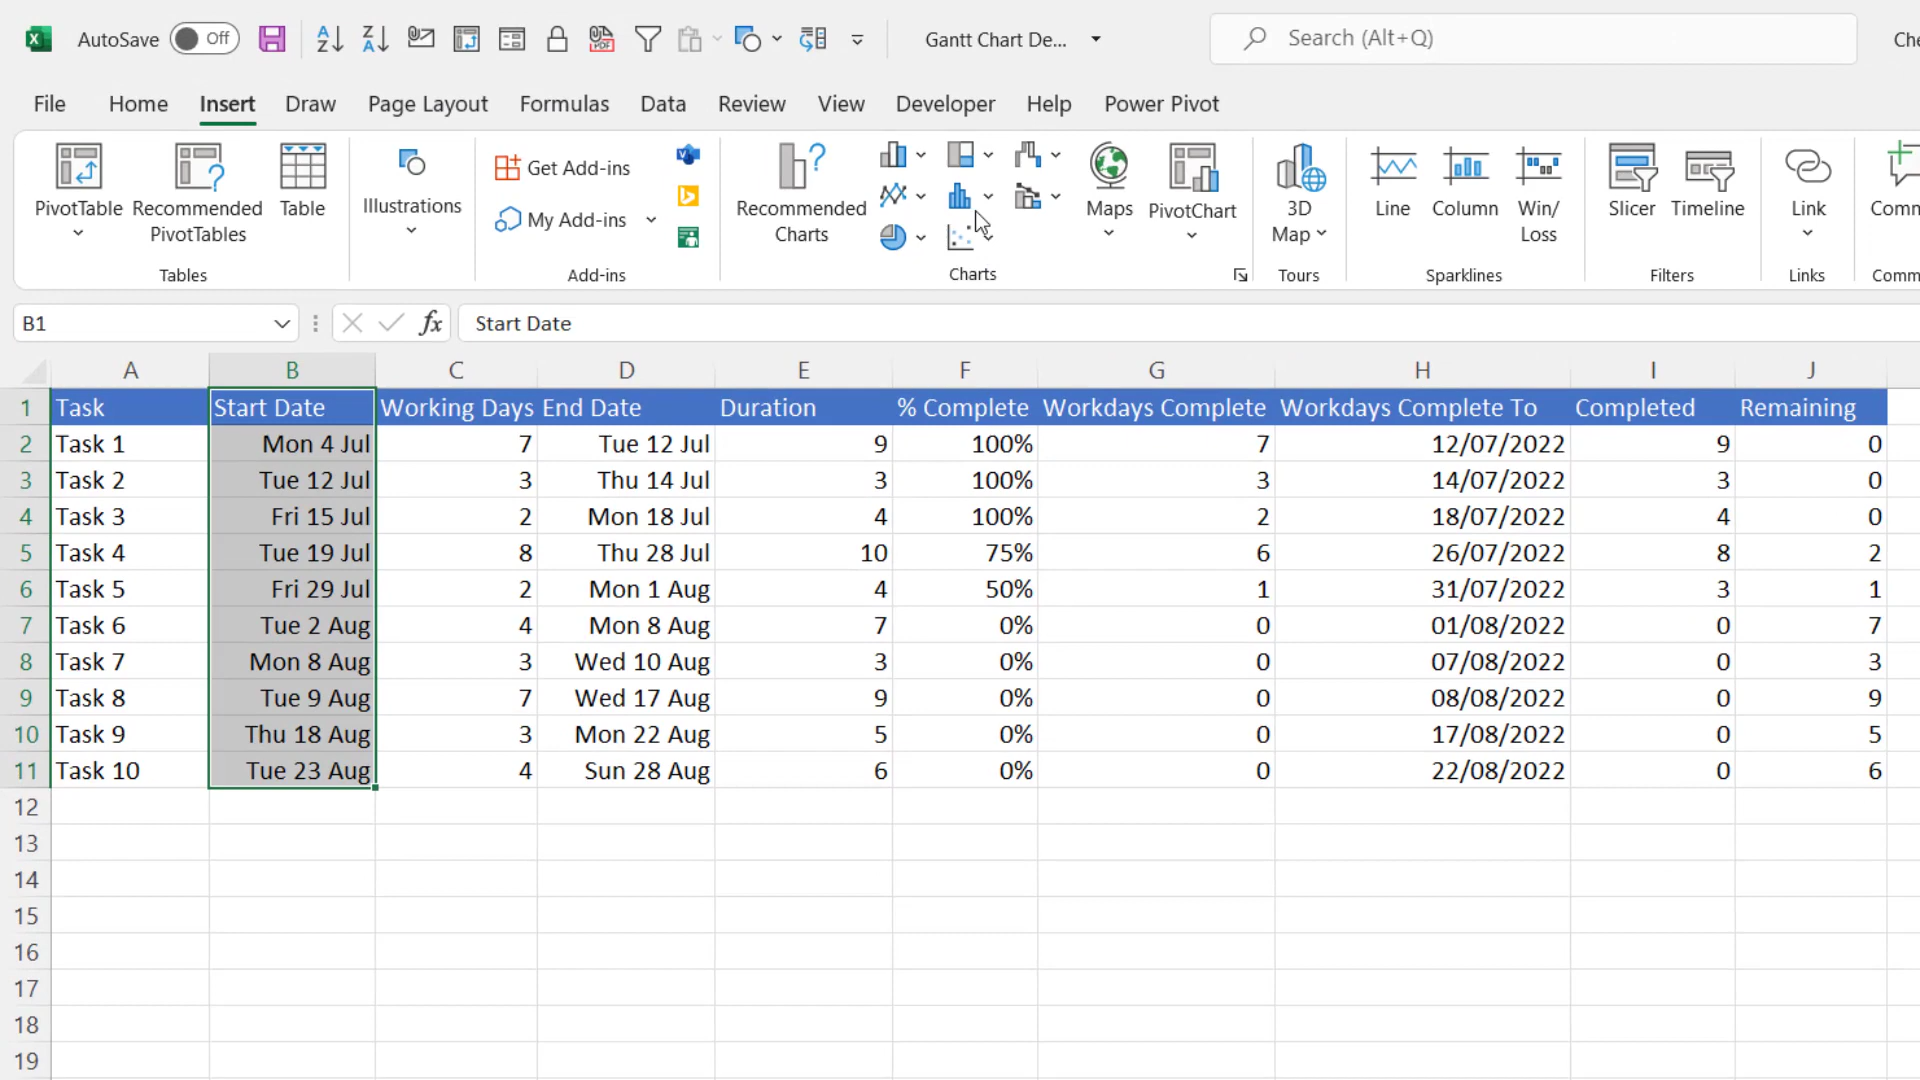 AutoSave Off Gantt Chart De... Search (Alt+Q) Che
File Home Insert Draw Page Layout Formulas Data Review View Developer Help Power Pivot
PivotTable
Recommended
PivotTables
Table
Tables
Illustrations
Get Add-ins
My Add-ins
Add-ins
Recommended
Charts
Maps
PivotChart
Charts
3D
Map
Tours
Line
Column
Win/
Loss
Sparklines
Slicer
Timeline
Filters
Link
Links
Comm
Comm
B1 fx Start Date
A B C D E F G H I J
1 Task Start Date Working Days End Date Duration % Complete Workdays Complete Workdays Complete To Completed Remaining
2 Task 1 Mon 4 Jul 7 Tue 12 Jul 9 100% 7 12/07/2022 9 0
3 Task 2 Tue 12 Jul 3 Thu 14 Jul 3 100% 3 14/07/2022 3 0
4 Task 3 Fri 15 Jul 2 Mon 18 Jul 4 100% 2 18/07/2022 4 0
5 Task 4 Tue 19 Jul 8 Thu 28 Jul 10 75% 6 26/07/2022 8 2
6 Task 5 Fri 29 Jul 2 Mon 1 Aug 4 50% 1 31/07/2022 3 1
7 Task 6 Tue 2 Aug 4 Mon 8 Aug 7 0% 0 01/08/2022 0 7
8 Task 7 Mon 8 Aug 3 Wed 10 Aug 3 0% 0 07/08/2022 0 3
9 Task 8 Tue 9 Aug 7 Wed 17 Aug 9 0% 0 08/08/2022 0 9
10 Task 9 Thu 18 Aug 3 Mon 22 Aug 5 0% 0 17/08/2022 0 5
11 Task 10 Tue 23 Aug 4 Sun 28 Aug 6 0% 0 22/08/2022 0 6
12
13
14
15
16
17
18
19